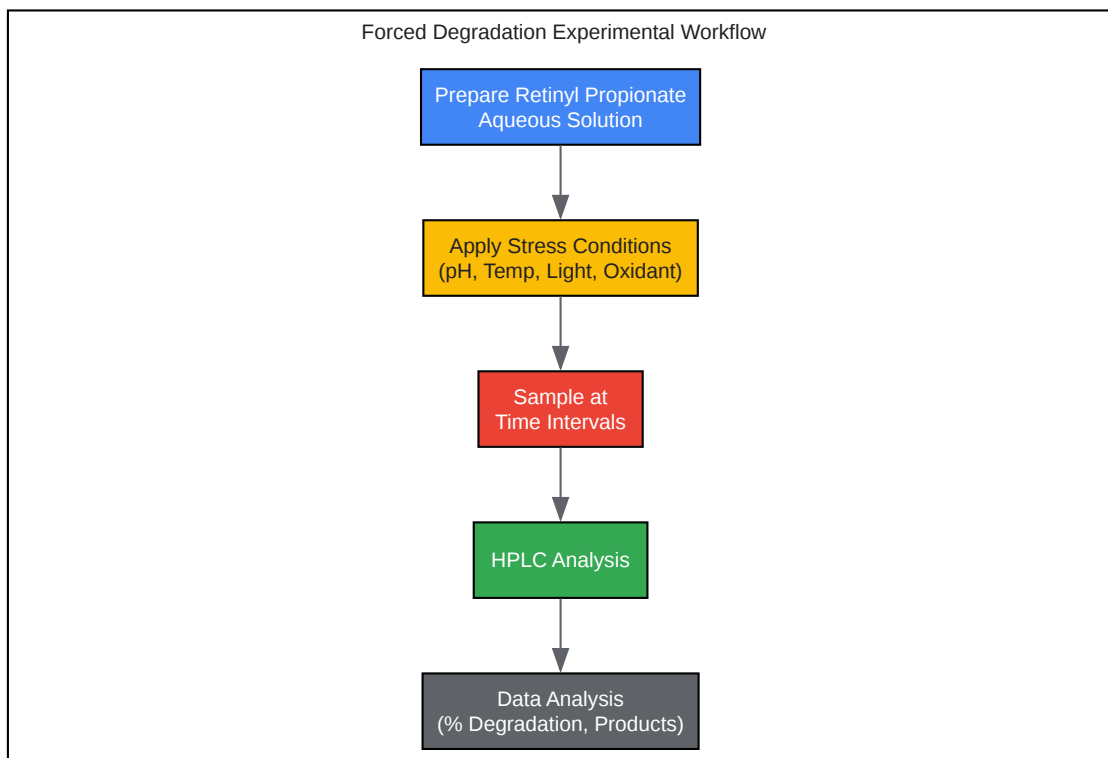 Forced Degradation Experimental Workflow
Prepare Retinyl Propionate
Aqueous Solution
Apply Stress Conditions
(pH, Temp, Light, Oxidant)
Sample at
Time Intervals
HPLC Analysis
Data Analysis
(% Degradation, Products)